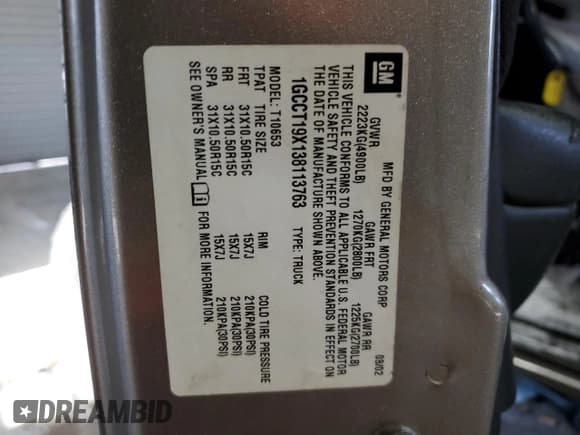 GM
MFD BY GENERAL MOTORS CORP
08/02
GVWR GAWR FRT GAWR RR
2223KG(4900LB) 1270KG(2800LB) 1225KG(2700LB)
THIS VEHICLE CONFORMS TO ALL APPLICABLE U.S. FEDERAL MOTOR
VEHICLE SAFETY AND THEFT PREVENTION STANDARDS IN EFFECT ON
THE DATE OF MANUFACTURE SHOWN ABOVE.
1GCCT19X138113763 TYPE: TRUCK
MODEL: T10653
TPAT TIRE SIZE RIM COLD TIRE PRESSURE
FRT 31X10.50R15C 15X7J 210KPA(30PSI)
RR 31X10.50R15C 15X7J 210KPA(30PSI)
SPA 31X10.50R15C 15X7J 210KPA(30PSI)
SEE OWNER'S MANUAL i FOR MORE INFORMATION.
DREAMBID